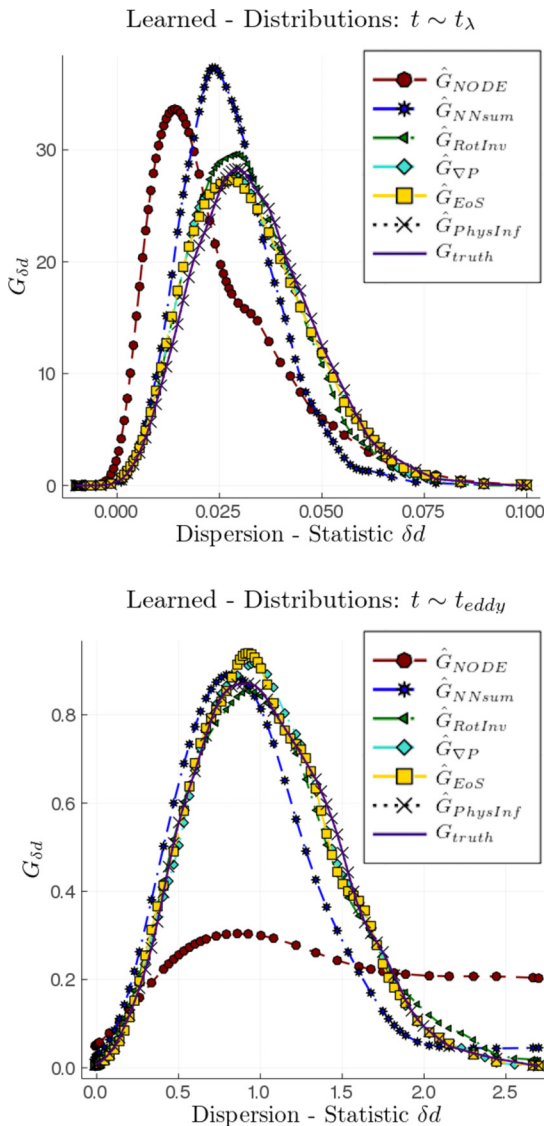 Learned - Distributions: t ∼ t_λ
Ĝ_NODE
Ĝ_NNsum
Ĝ_RotInv
Ĝ_∇P
Ĝ_EoS
Ĝ_PhysInf
G_truth
30
20
10
0
G_δd
0.000 0.025 0.050 0.075 0.100
Dispersion - Statistic δd
Learned - Distributions: t ∼ t_eddy
Ĝ_NODE
Ĝ_NNsum
Ĝ_RotInv
Ĝ_∇P
Ĝ_EoS
Ĝ_PhysInf
G_truth
0.8
0.6
0.4
0.2
0.0
G_δd
0.0 0.5 1.0 1.5 2.0 2.5
Dispersion - Statistic δd